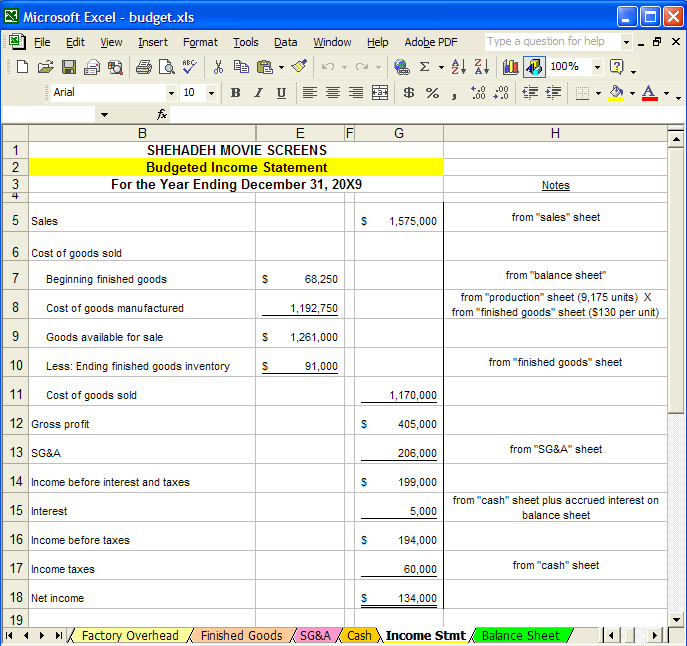 Microsoft Excel - budget.xls
File Edit View Insert Format Tools Data Window Help Adobe PDF Type a question for help
100%
Arial 10 B I U $ % ,
fx
B E F G H
1 SHEHADEH MOVIE SCREENS
2 Budgeted Income Statement
3 For the Year Ending December 31, 20X9 Notes
4
5 Sales $ 1,575,000 from "sales" sheet
6 Cost of goods sold
7 Beginning finished goods $ 68,250 from "balance sheet"
8 Cost of goods manufactured 1,192,750 from "production" sheet (9,175 units) X
from "finished goods" sheet ($130 per unit)
9 Goods available for sale $ 1,261,000
10 Less: Ending finished goods inventory $ 91,000 from "finished goods" sheet
11 Cost of goods sold 1,170,000
12 Gross profit $ 405,000
13 SG&A 206,000 from "SG&A" sheet
14 Income before interest and taxes $ 199,000
15 Interest 5,000 from "cash" sheet plus accrued interest on
balance sheet
16 Income before taxes $ 194,000
17 Income taxes 60,000 from "cash" sheet
18 Net income $ 134,000
19
Factory Overhead Finished Goods SG&A Cash Income Stmt Balance Sheet